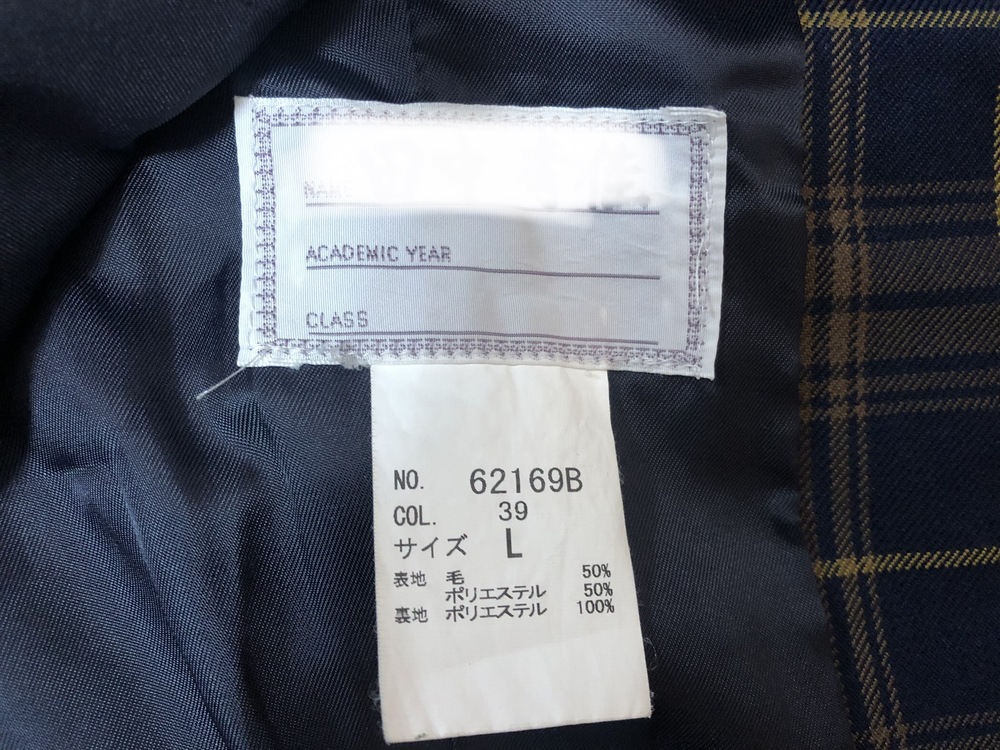 NAME
ACADEMIC YEAR
CLASS
NO. 62169B
COL. 39
サイズ L
表地 毛 50%
ポリエステル 50%
裏地 ポリエステル 100%